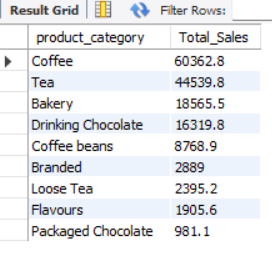 Result Grid Filter Rows:
product_category Total_Sales
Coffee 60362.8
Tea 44539.8
Bakery 18565.5
Drinking Chocolate 16319.8
Coffee beans 8768.9
Branded 2889
Loose Tea 2395.2
Flavours 1905.6
Packaged Chocolate 981.1